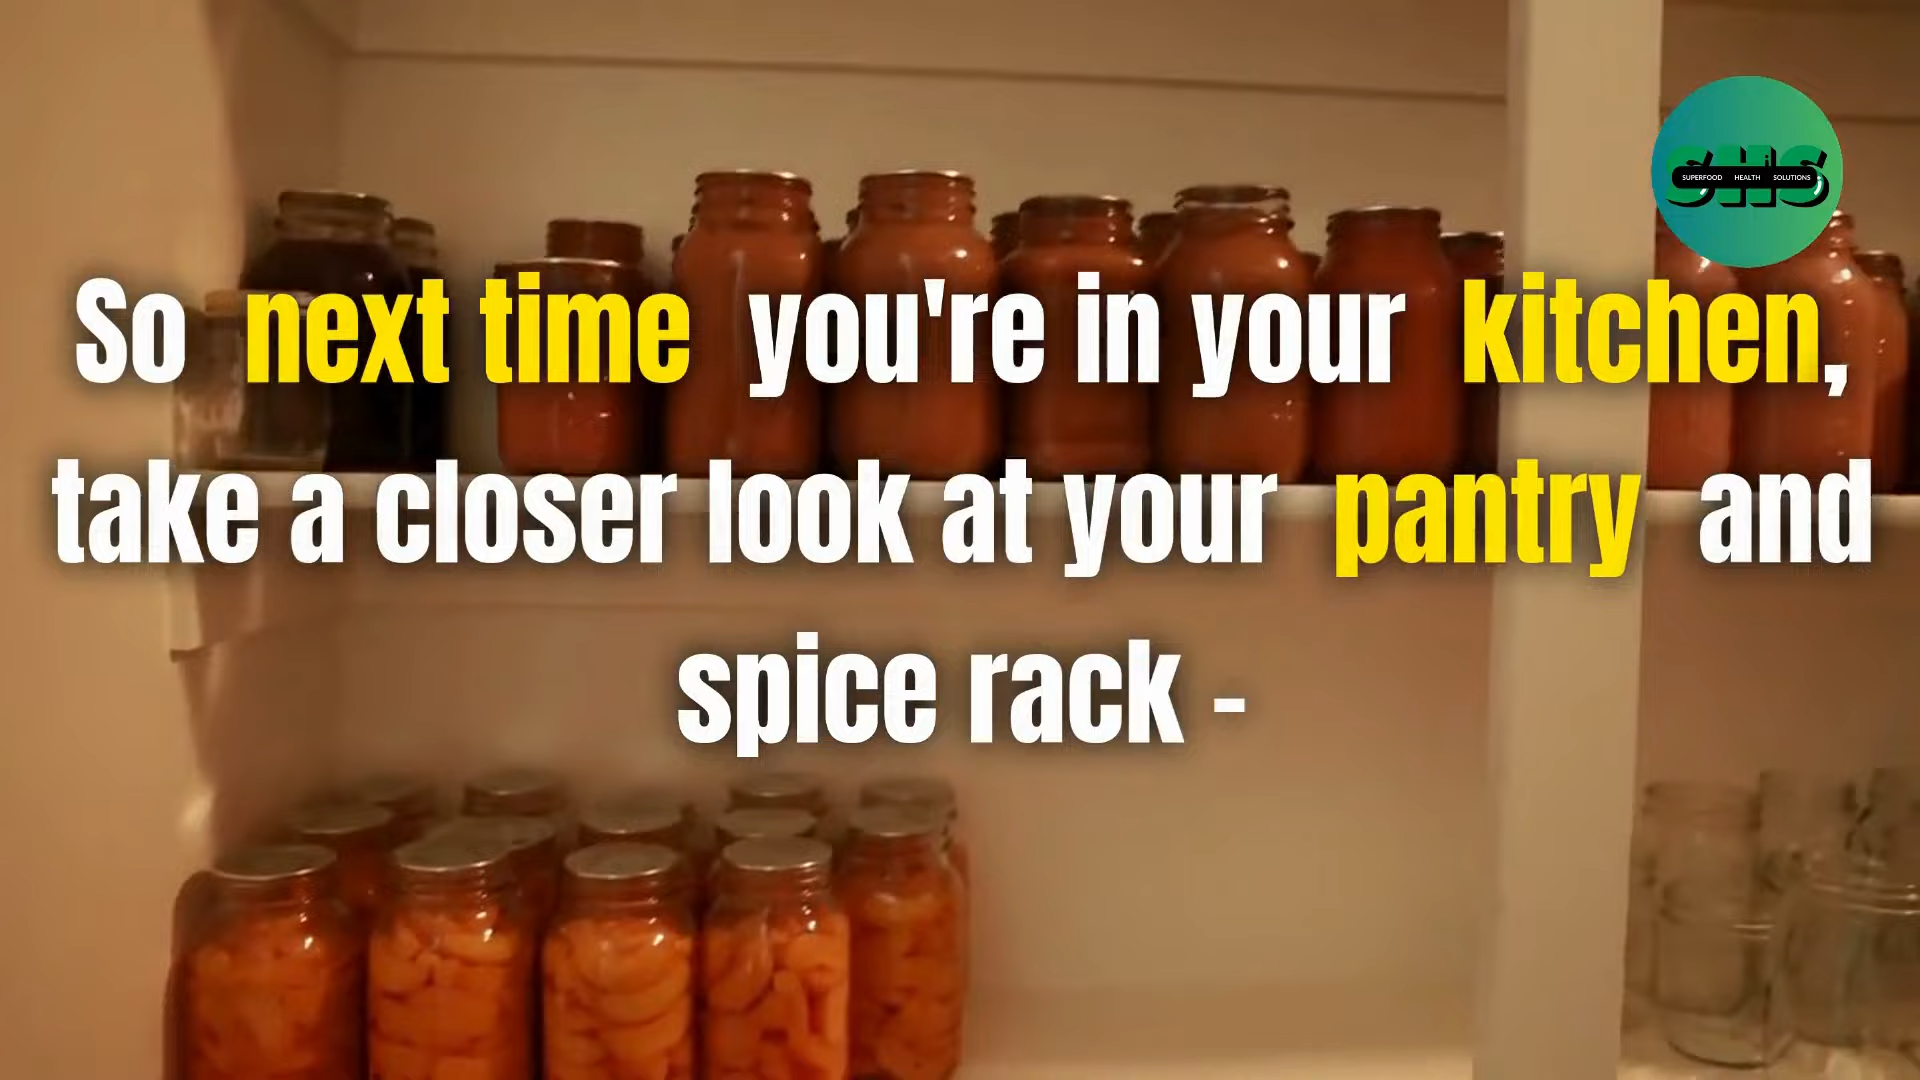 SHS
SUPERFOOD HEALTH SOLUTIONS
So next time you're in your kitchen,
take a closer look at your pantry and
spice rack -